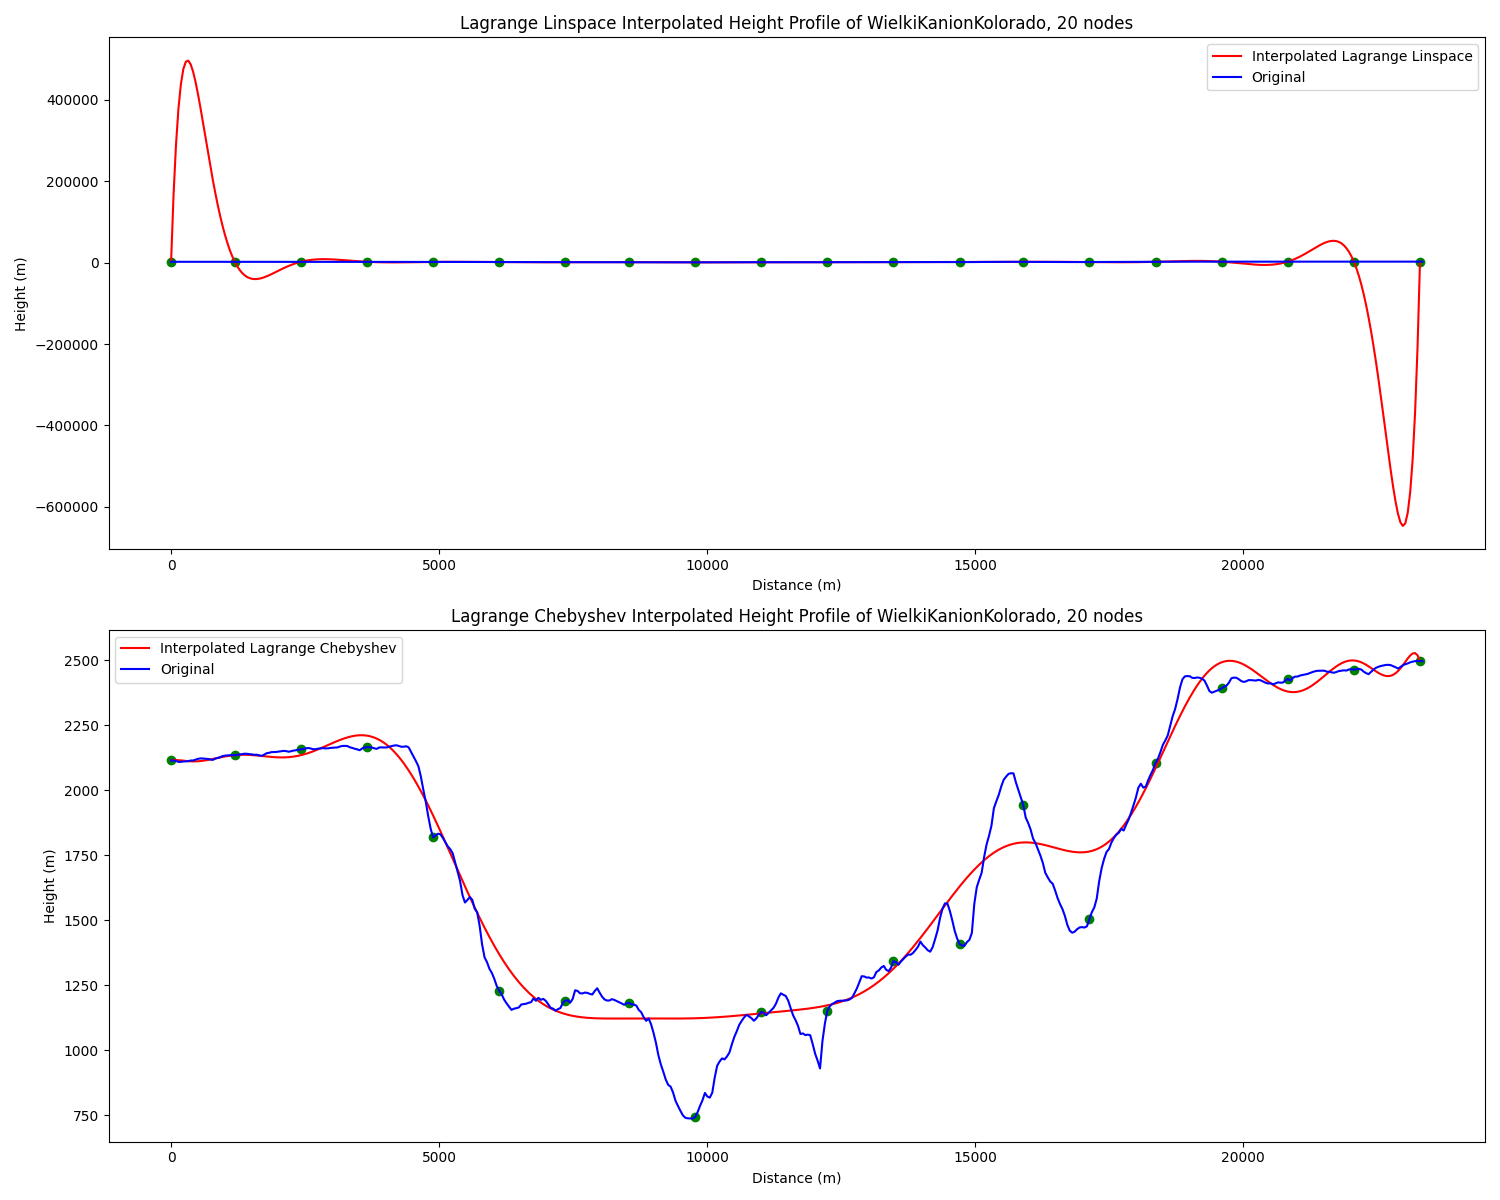 Lagrange Linspace Interpolated Height Profile of WielkiKanionKolorado, 20 nodes
Interpolated Lagrange Linspace
Original
400000
200000
0
−200000
−400000
−600000
Height (m)
0 5000 10000 15000 20000
Distance (m)
Lagrange Chebyshev Interpolated Height Profile of WielkiKanionKolorado, 20 nodes
Interpolated Lagrange Chebyshev
Original
2500
2250
2000
1750
1500
1250
1000
750
Height (m)
0 5000 10000 15000 20000
Distance (m)